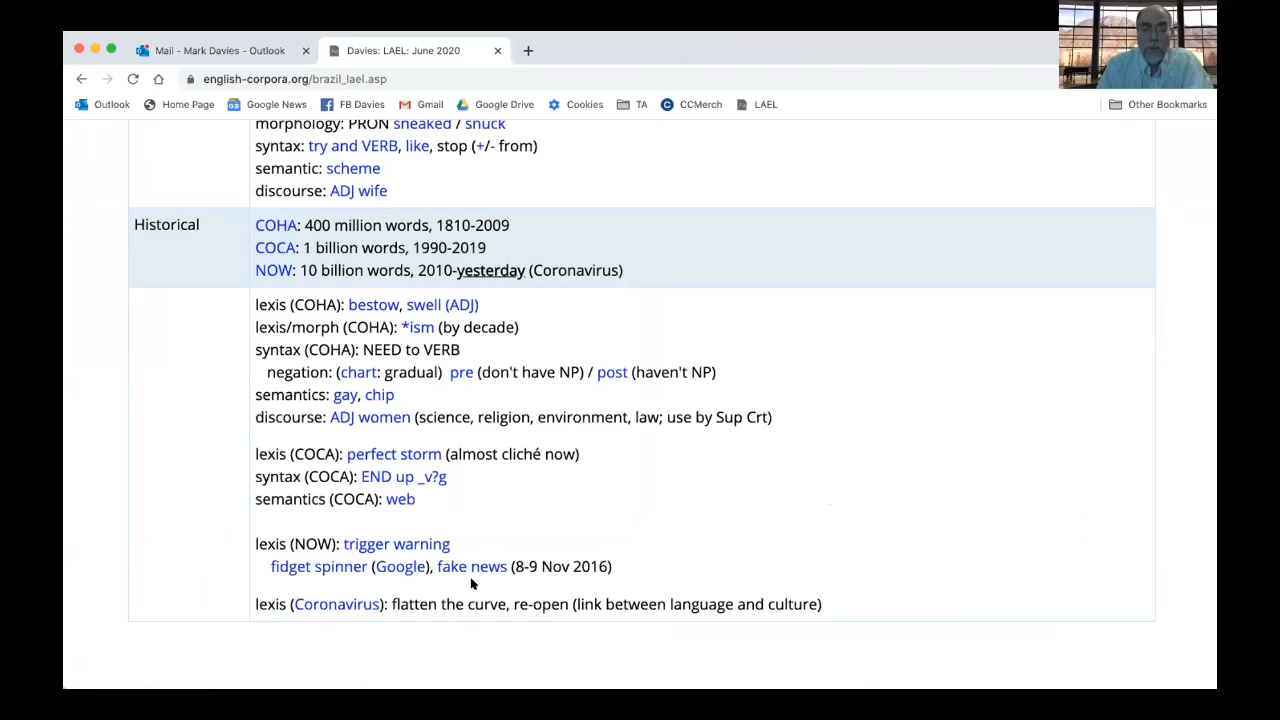 Mail - Mark Davies - Outlook
Davies: LAEL: June 2020
english-corpora.org/brazil_lael.asp
Outlook Home Page Google News FB Davies Gmail Google Drive Cookies TA CCMerch LAEL Other Bookmarks
morphology: PRON sneaked / snuck
syntax: try and VERB, like, stop (+/- from)
semantic: scheme
discourse: ADJ wife
Historical
COHA: 400 million words, 1810-2009
COCA: 1 billion words, 1990-2019
NOW: 10 billion words, 2010-yesterday (Coronavirus)
lexis (COHA): bestow, swell (ADJ)
lexis/morph (COHA): *ism (by decade)
syntax (COHA): NEED to VERB
negation: (chart: gradual) pre (don't have NP) / post (haven't NP)
semantics: gay, chip
discourse: ADJ women (science, religion, environment, law; use by Sup Crt)
lexis (COCA): perfect storm (almost cliché now)
syntax (COCA): END up _v?g
semantics (COCA): web
lexis (NOW): trigger warning
fidget spinner (Google), fake news (8-9 Nov 2016)
lexis (Coronavirus): flatten the curve, re-open (link between language and culture)